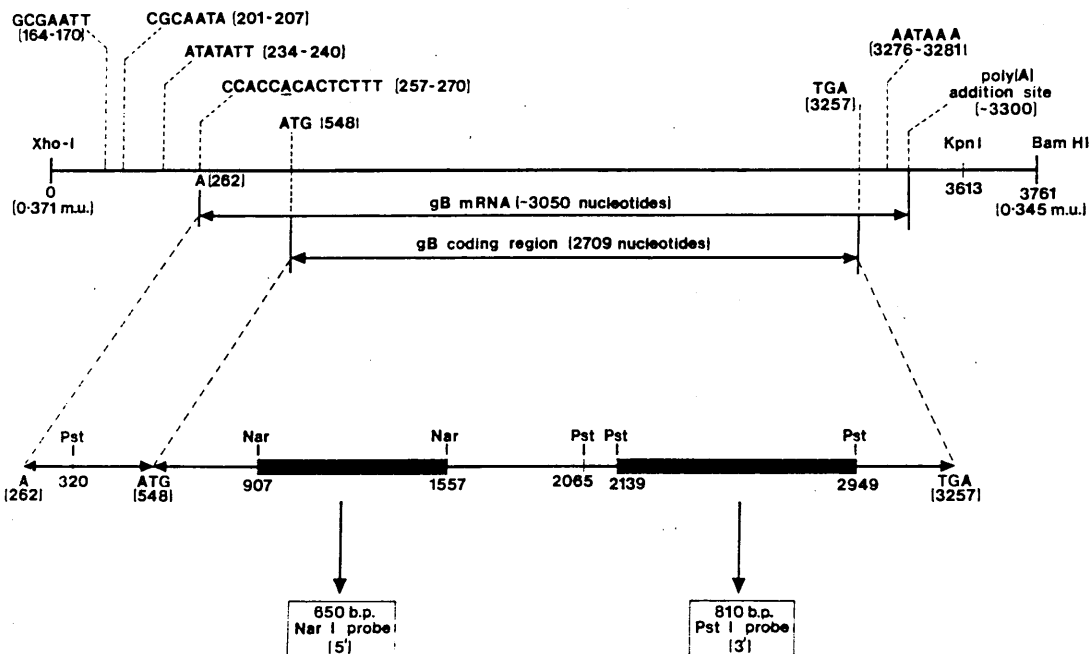 GCGAATT
(164-170)
CGCAATA (201-207)
ATATATT (234-240)
CCACCACACTCTTT (257-270)
ATG (548)
AATAAA
(3276-3281)
TGA
(3257)
poly(A)
addition site
(~3300)
Xho-I
Kpn I
Bam HI
0
(0·371 m.u.)
A (262)
3613
3761
(0·345 m.u.)
gB mRNA (~3050 nucleotides)
gB coding region (2709 nucleotides)
Pst
Nar
Nar
Pst
Pst
Pst
A
(262)
320
ATG
(548)
907
1557
2065
2139
2949
TGA
(3257)
650 b.p.
Nar I probe
(5')
810 b.p.
Pst I probe
(3')